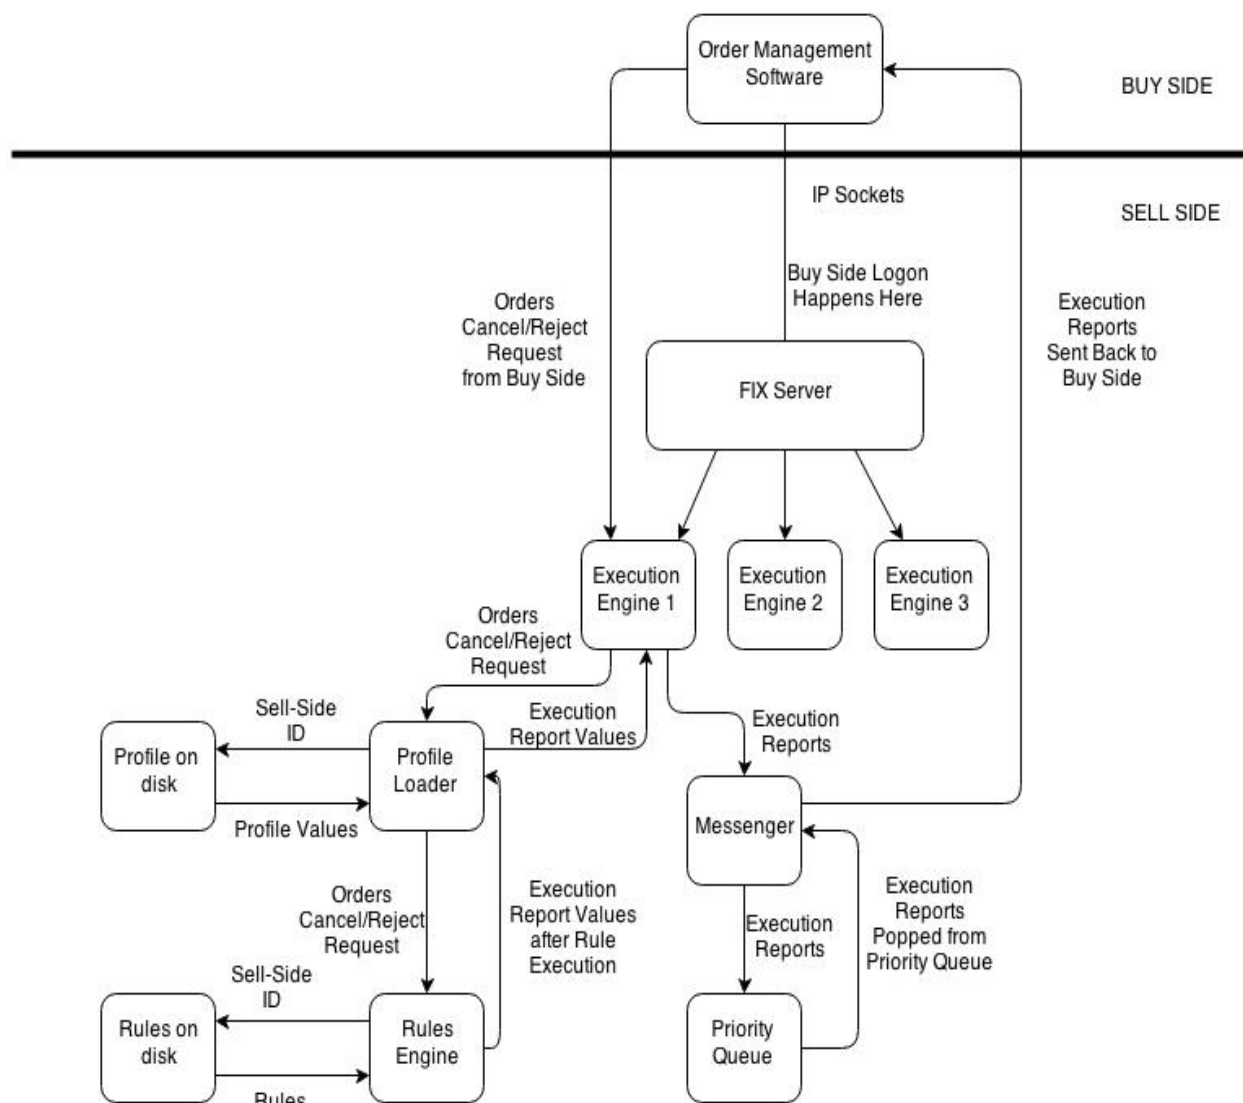 Order Management
Software
BUY SIDE
IP Sockets
SELL SIDE
Buy Side Logon
Happens Here
Orders
Cancel/Reject
Request
from Buy Side
Execution
Reports
Sent Back to
Buy Side
FIX Server
Execution
Engine 1
Execution
Engine 2
Execution
Engine 3
Orders
Cancel/Reject
Request
Sell-Side
ID
Execution
Report Values
Execution
Reports
Profile on
disk
Profile
Loader
Profile Values
Messenger
Orders
Cancel/Reject
Request
Execution
Report Values
after Rule
Execution
Execution
Reports
Execution
Reports
Popped from
Priority Queue
Sell-Side
ID
Rules on
disk
Rules
Engine
Priority
Queue
Rules